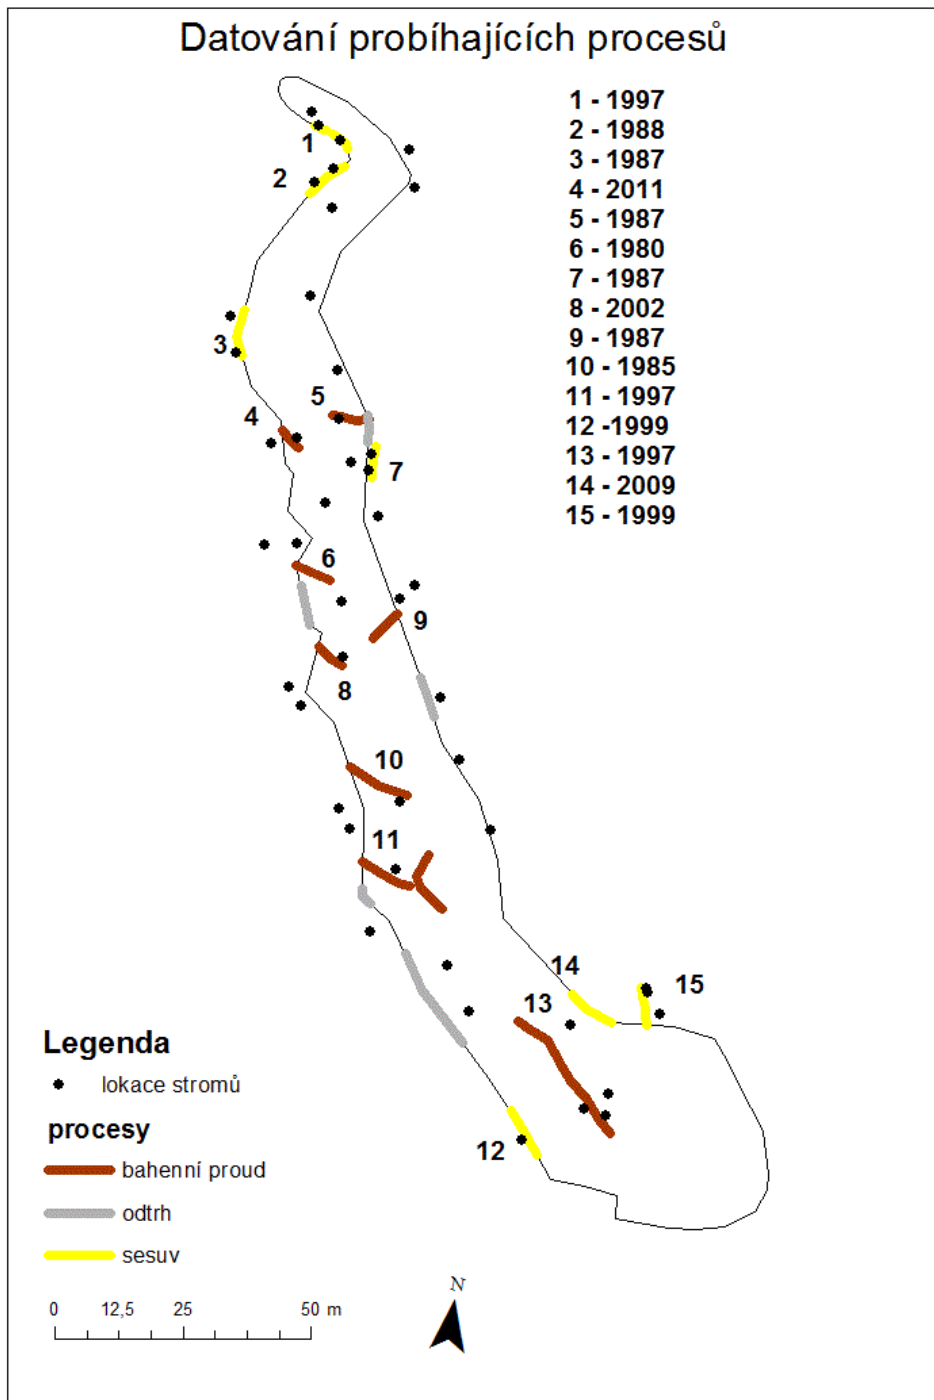 Datování probíhajících procesů
1 - 1997
2 - 1988
3 - 1987
4 - 2011
5 - 1987
6 - 1980
7 - 1987
8 - 2002
9 - 1987
10 - 1985
11 - 1997
12 -1999
13 - 1997
14 - 2009
15 - 1999
1
2
3
4
5
6
7
8
9
10
11
12
13
14
15
Legenda
lokace stromů
procesy
bahenní proud
odtrh
sesuv
0 12,5 25 50 m
N